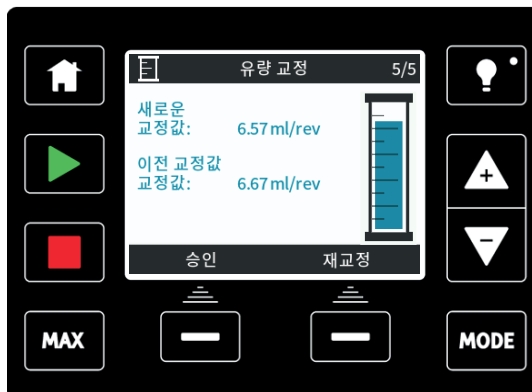 유량 교정 5/5
새로운
교정값: 6.57 ml/rev
이전 교정값
교정값: 6.67 ml/rev
승인 재교정
MAX
MODE